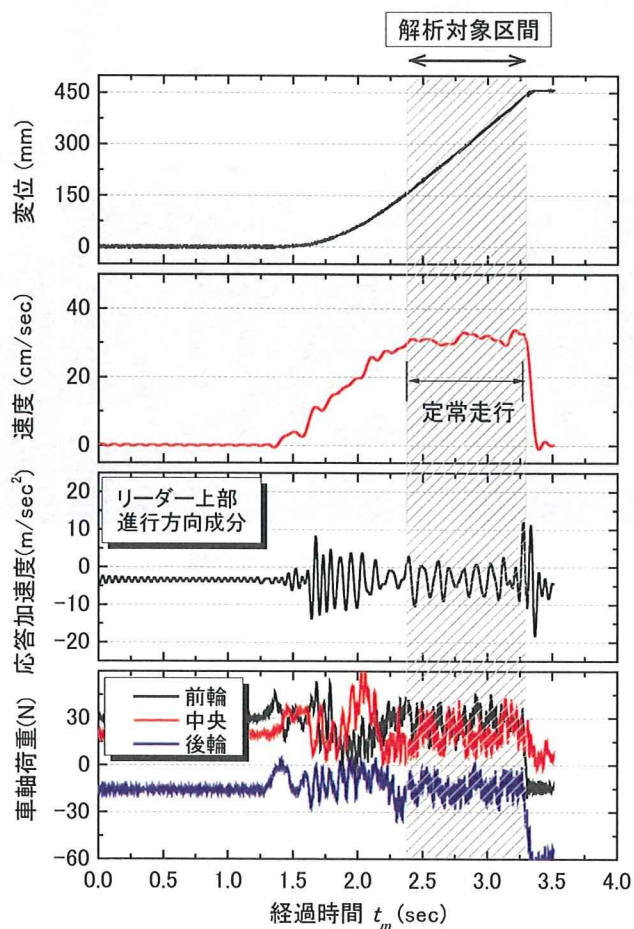 解析対象区間
450
300
150
0
変位(mm)
40
20
0
速度(cm/sec)
定常走行
20
10
0
-10
-20
応答加速度(m/sec²)
リーダー上部
進行方向成分
30
0
-30
-60
車軸荷重(N)
前輪
中央
後輪
0.0 0.5 1.0 1.5 2.0 2.5 3.0 3.5 4.0
経過時間 tm(sec)